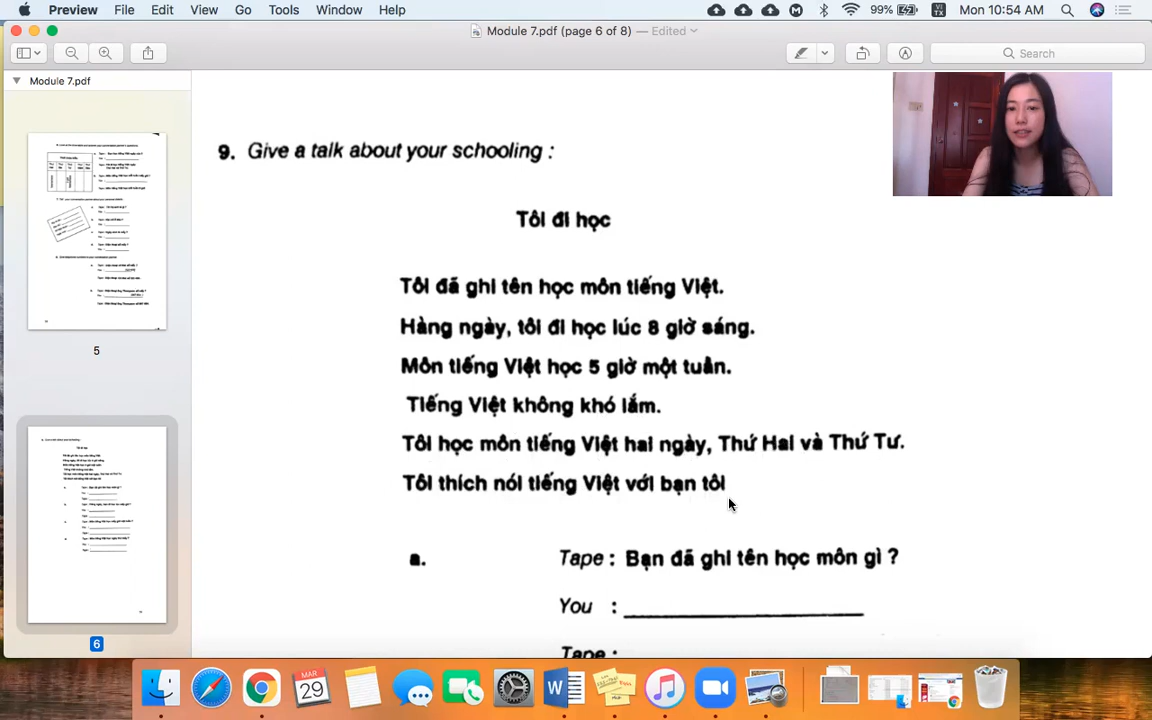 Preview File Edit View Go Tools Window Help 99% VI TX Mon 10:54 AM
Module 7.pdf (page 6 of 8) — Edited
Search
Module 7.pdf
5
6
9. Give a talk about your schooling :
Tôi đi học
Tôi đã ghi tên học môn tiếng Việt.
Hàng ngày, tôi đi học lúc 8 giờ sáng.
Môn tiếng Việt học 5 giờ một tuần.
Tiếng Việt không khó lắm.
Tôi học môn tiếng Việt hai ngày, Thứ Hai và Thứ Tư.
Tôi thích nói tiếng Việt với bạn tôi
a. Tape : Bạn đã ghi tên học môn gì ?
You : ____________________
Tape :
MAR
29